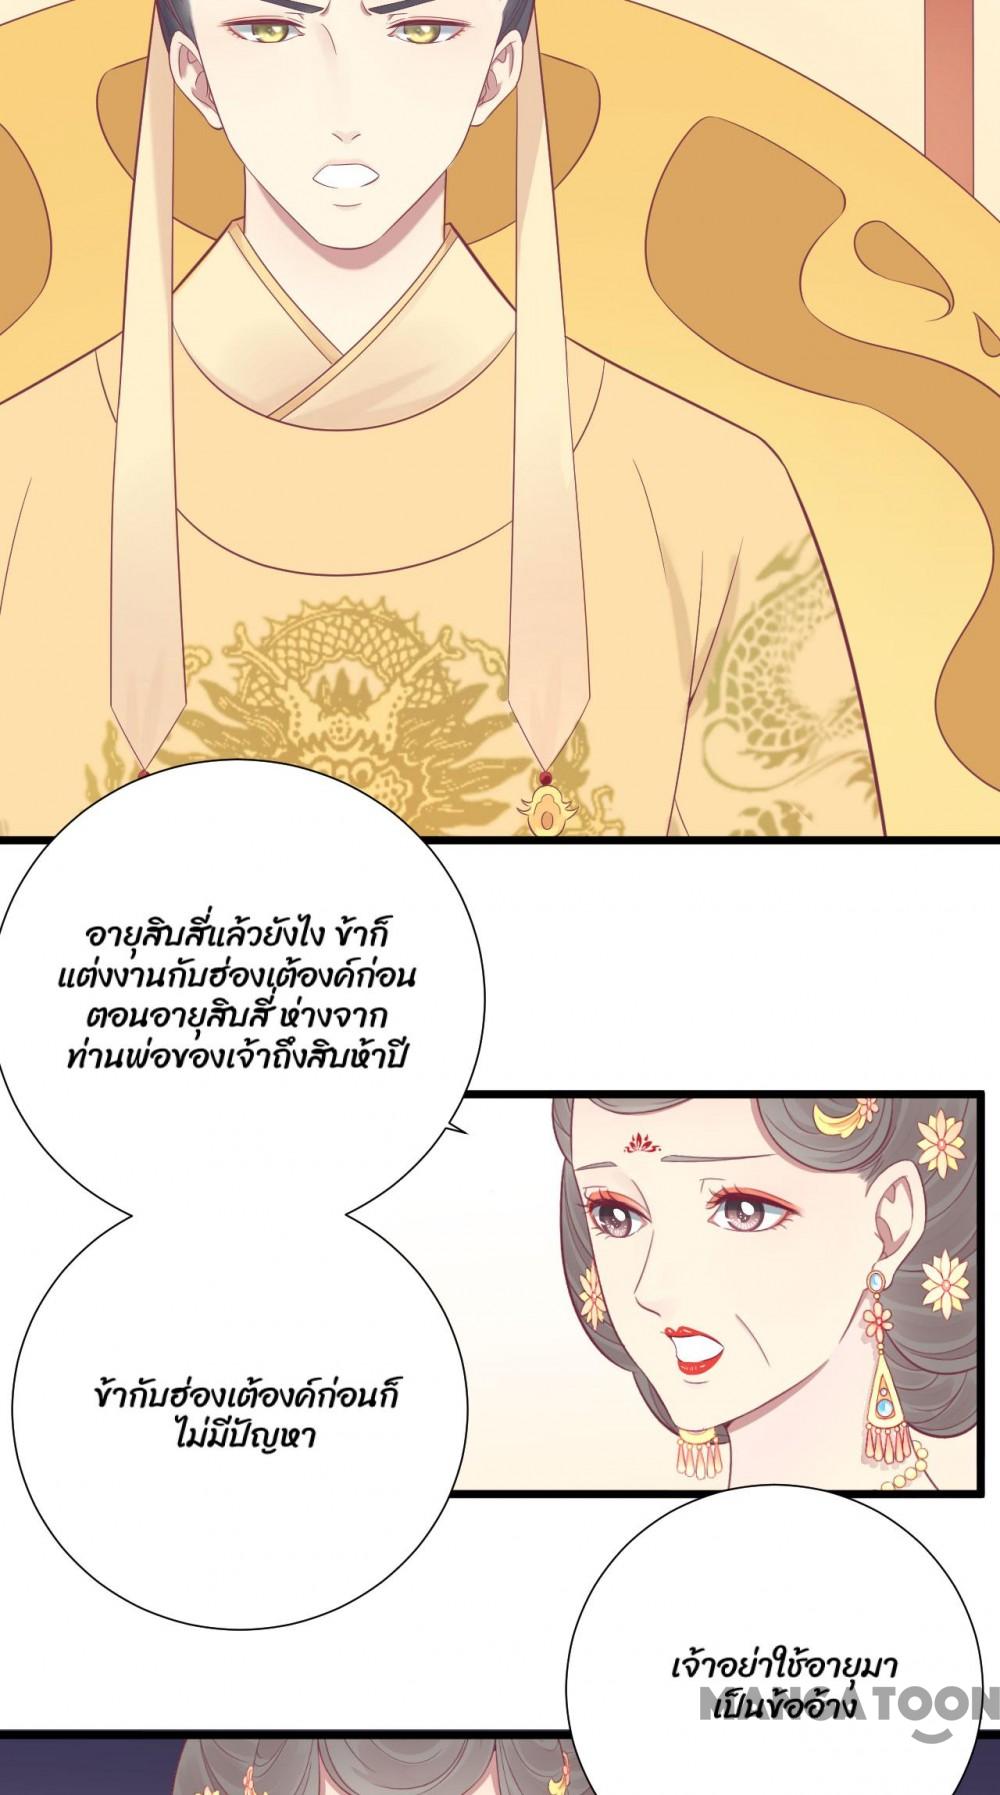 อายุสิบสี่แล้วยังไง ข้าก็
แต่งงานกับฮ่องเต้องค์ก่อน
ตอนอายุสิบสี่ ห่างจาก
ท่านพ่อของเจ้าถึงสิบห้าปี
ข้ากับฮ่องเต้องค์ก่อนก็
ไม่มีปัญหา
เจ้าอย่าใช้อายุมา
เป็นข้ออ้าง
MANGATOON